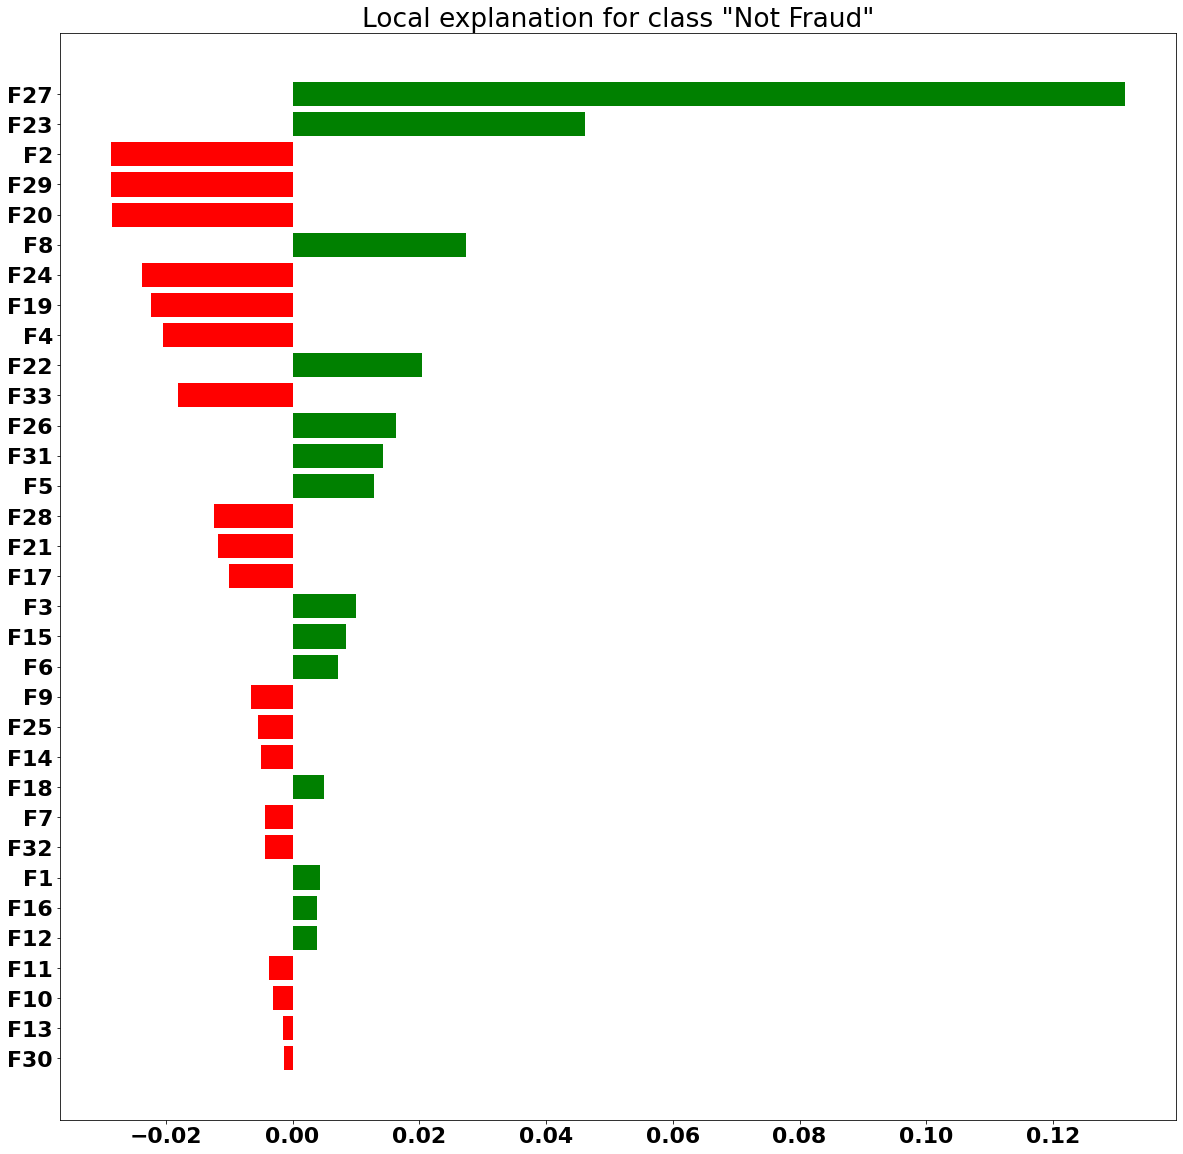 Local explanation for class "Not Fraud"
F27
F23
F2
F29
F20
F8
F24
F19
F4
F22
F33
F26
F31
F5
F28
F21
F17
F3
F15
F6
F9
F25
F14
F18
F7
F32
F1
F16
F12
F11
F10
F13
F30
−0.02 0.00 0.02 0.04 0.06 0.08 0.10 0.12